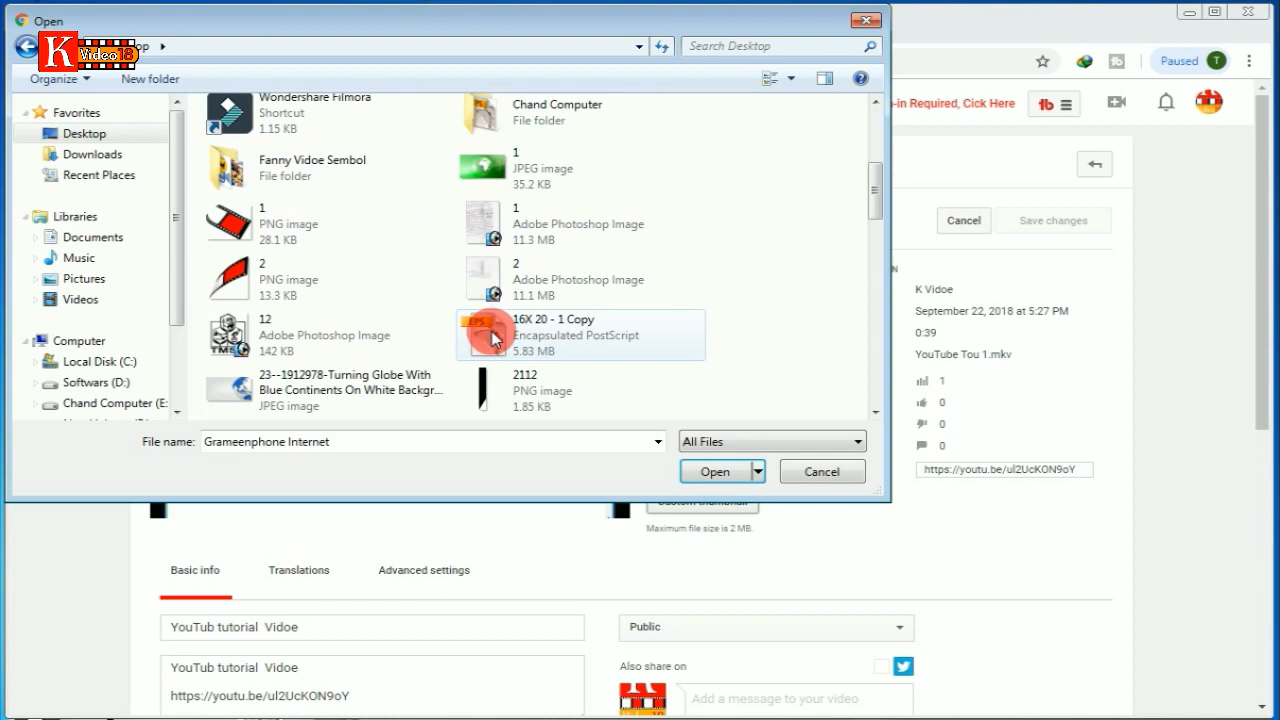 Open
K Video18
op
Search Desktop
Organize
New folder
Favorites
Desktop
Downloads
Recent Places
Libraries
Documents
Music
Pictures
Videos
Computer
Local Disk (C:)
Softwars (D:)
Chand Computer (E:
Wondershare Filmora
Shortcut
1.15 KB
Chand Computer
File folder
Fanny Vidoe Sembol
File folder
1
JPEG image
35.2 KB
1
PNG image
28.1 KB
1
Adobe Photoshop Image
11.3 MB
2
PNG image
13.3 KB
2
Adobe Photoshop Image
11.1 MB
12
Adobe Photoshop Image
142 KB
EPS
16X 20 - 1 Copy
Encapsulated PostScript
5.83 MB
23--1912978-Turning Globe With
Blue Continents On White Backgr...
JPEG image
2112
PNG image
1.85 KB
File name:
Grameenphone Internet
All Files
Open
Cancel
Paused
T
-in Required, Cick Here
Cancel
Save changes
N
K Vidoe
September 22, 2018 at 5:27 PM
0:39
YouTube Tou 1.mkv
1
0
0
0
https://youtu.be/ul2UcKON9oY
Maximum file size is 2 MB.
Basic info
Translations
Advanced settings
YouTub tutorial  Vidoe
Public
YouTub tutorial  Vidoe
https://youtu.be/ul2UcKON9oY
Also share on
Add a message to your video